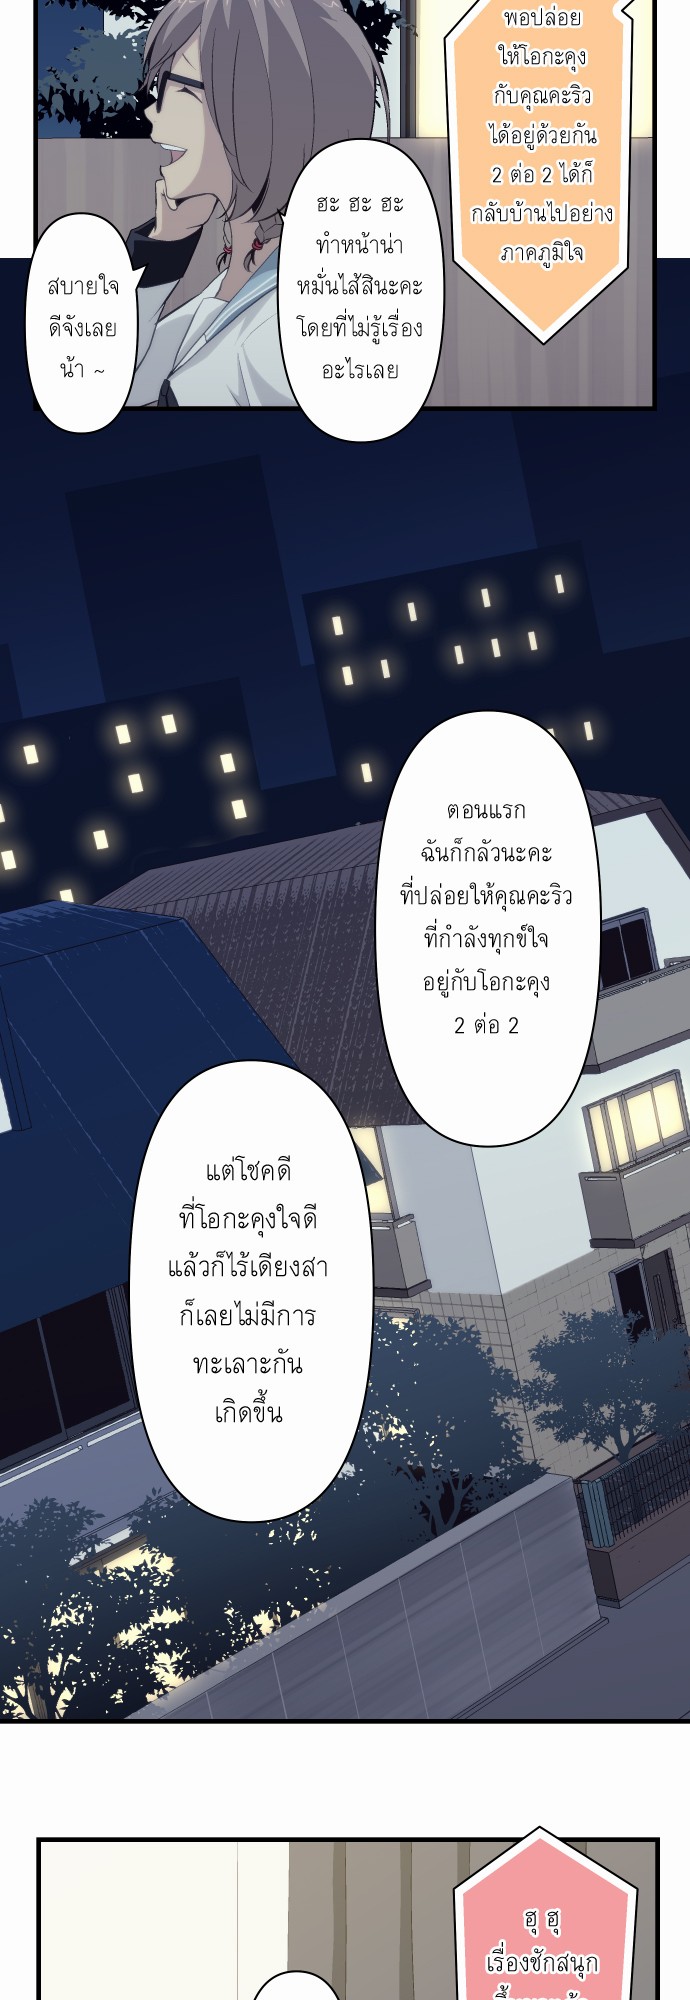 พอปล่อย
ให้โอกะคุง
กับคุณคะริว
ได้อยู่ด้วยกัน
2 ต่อ 2 ได้ก็
กลับบ้านไปอย่าง
ภาคภูมิใจ
ฮะ ฮะ ฮะ
ทำหน้าน่า
หมั่นไส้สินะคะ
โดยที่ไม่รู้เรื่อง
อะไรเลย
สบายใจ
ดีจังเลย
น้า ~
ตอนแรก
ฉันก็กลัวนะคะ
ที่ปล่อยให้คุณคะริว
ที่กำลังทุกข์ใจ
อยู่กับโอกะคุง
2 ต่อ 2
แต่โชคดี
ที่โอกะคุงใจดี
แล้วก็ไร้เดียงสา
ก็เลยไม่มีการ
ทะเลาะกัน
เกิดขึ้น
ฮุ ฮุ
เรื่องชักสนุก